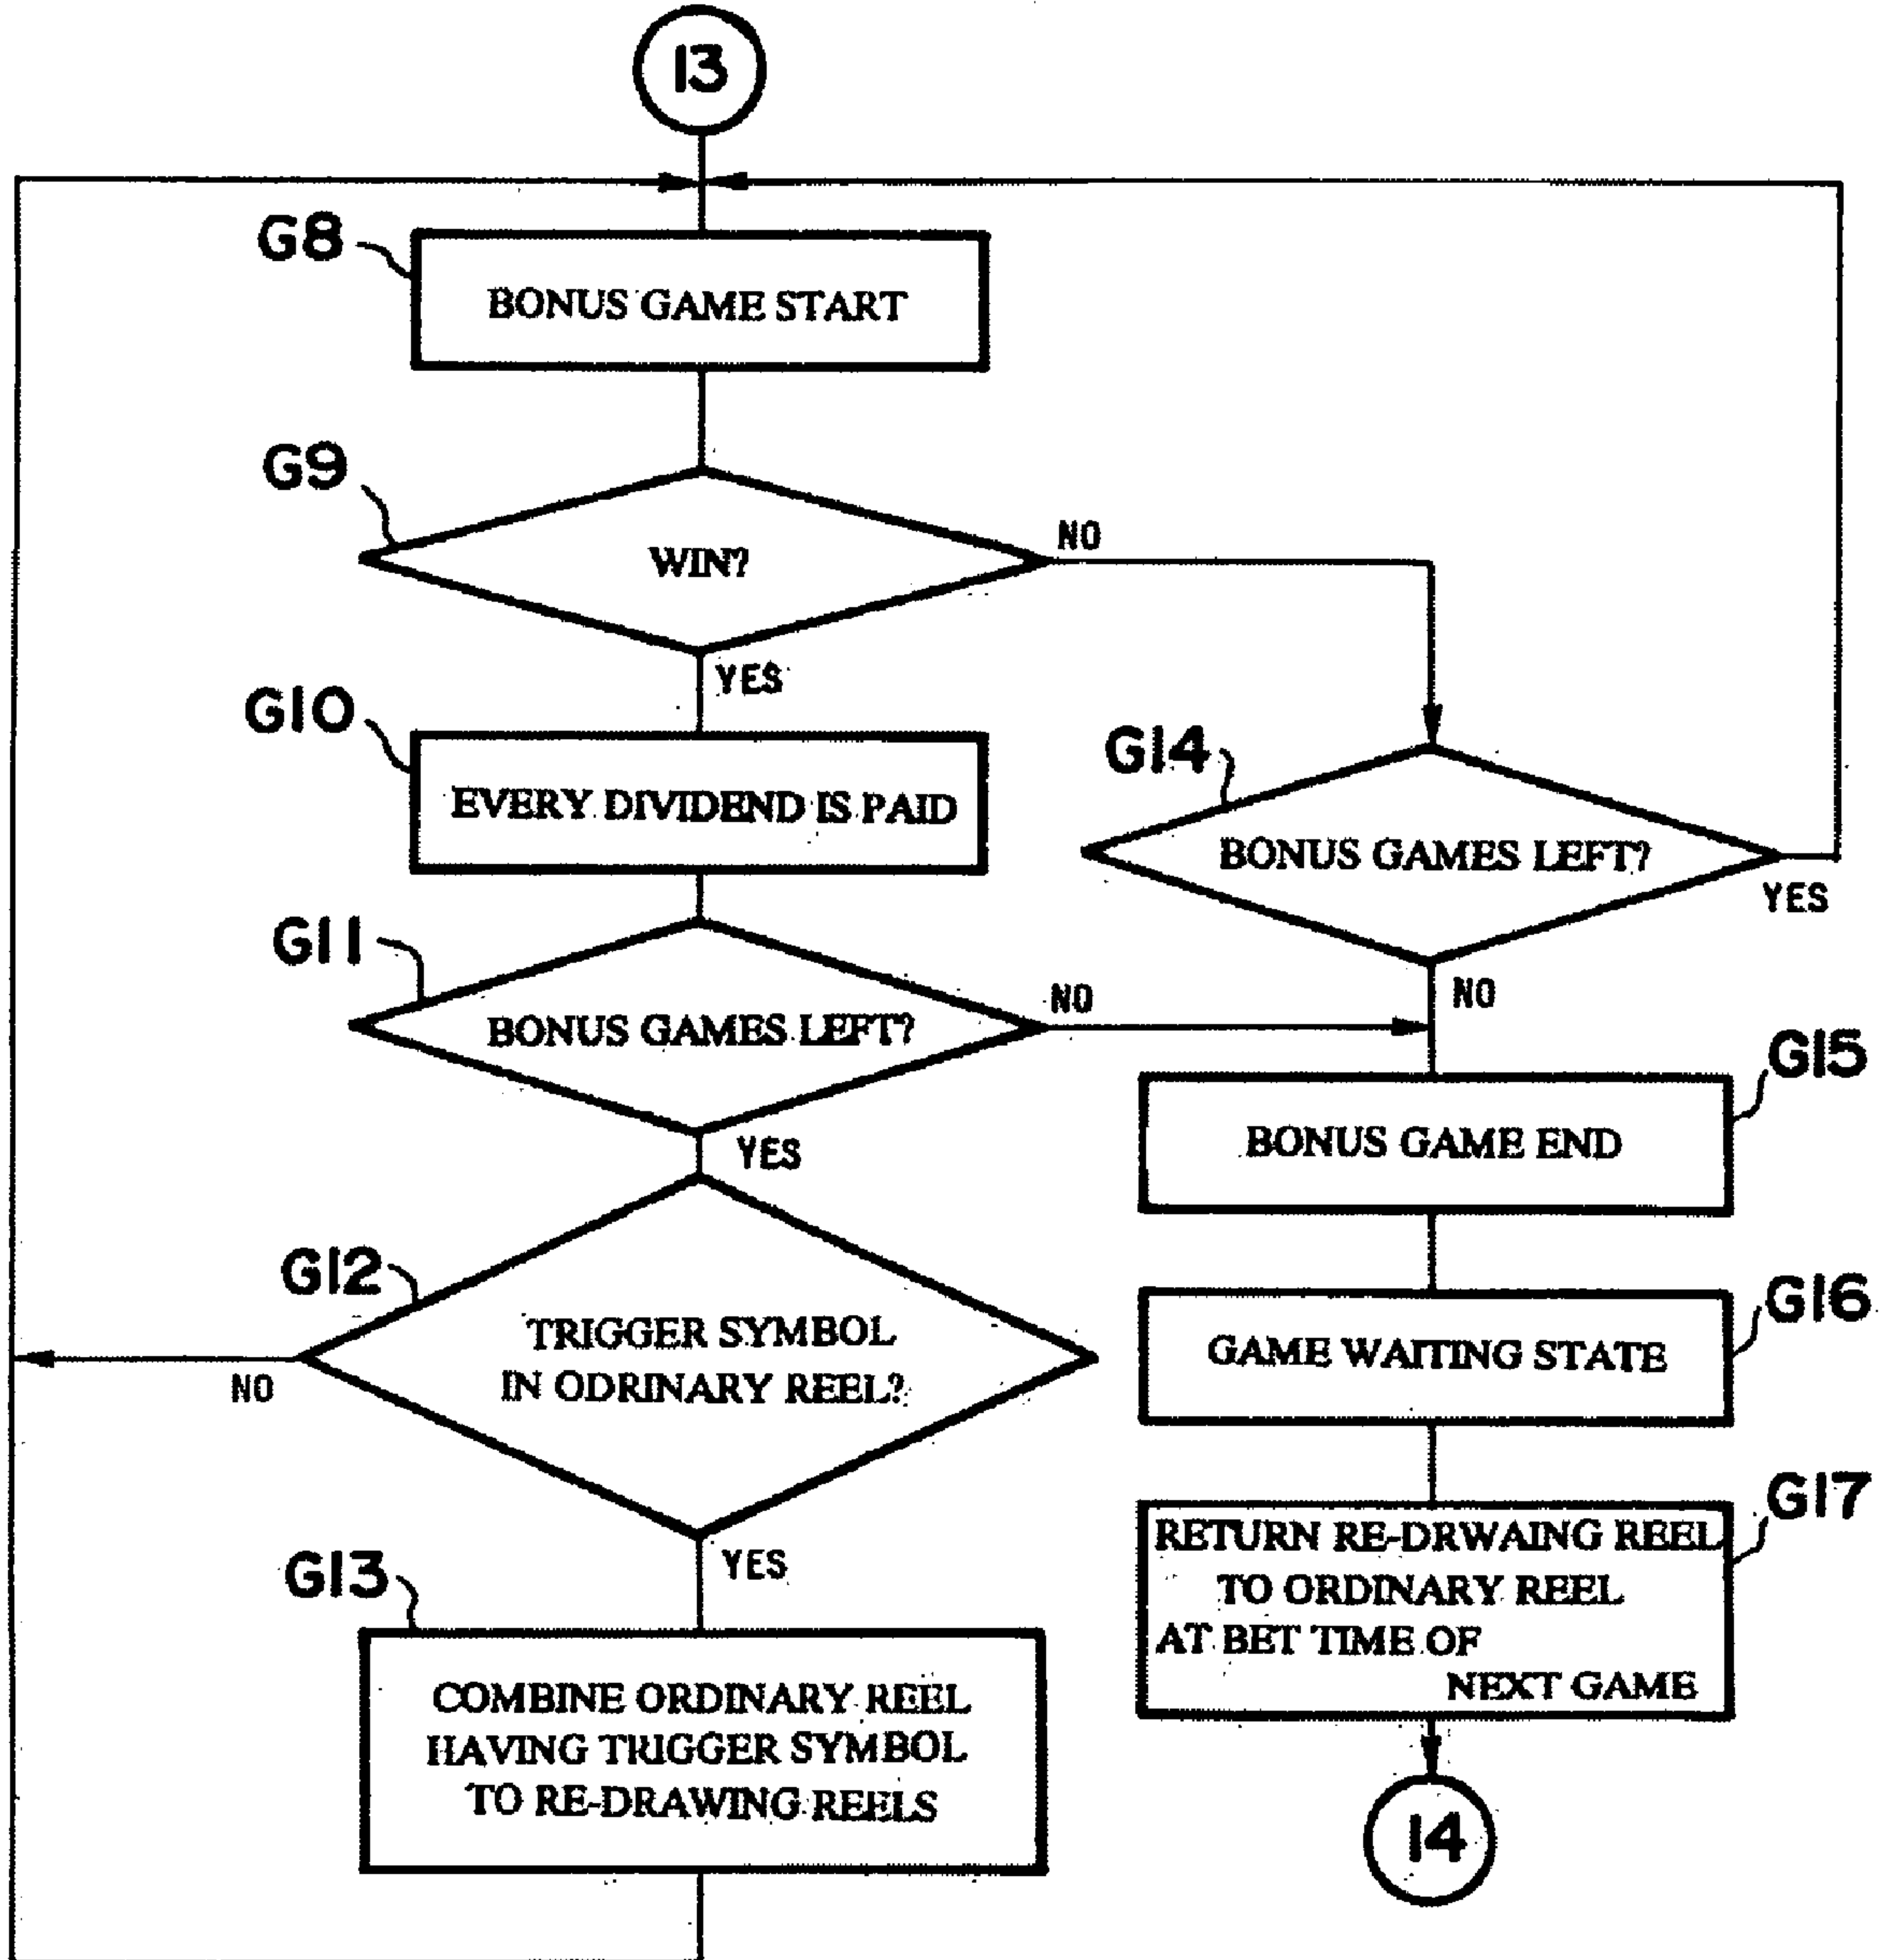 13
G8
BONUS GAME START
G9
WIN?
NO
YES
G10
EVERY DIVIDEND IS PAID
G14
BONUS GAMES LEFT?
YES
NO
G11
BONUS GAMES LEFT?
NO
YES
G15
BONUS GAME END
G12
TRIGGER SYMBOL
IN ODRINARY REEL?
NO
YES
G16
GAME WAITING STATE
G17
RETURN RE-DRWAING REEL
TO ORDINARY REEL
AT BET TIME OF
NEXT GAME
G13
COMBINE ORDINARY REEL
HAVING TRIGGER SYMBOL
TO RE-DRAWING REELS
14